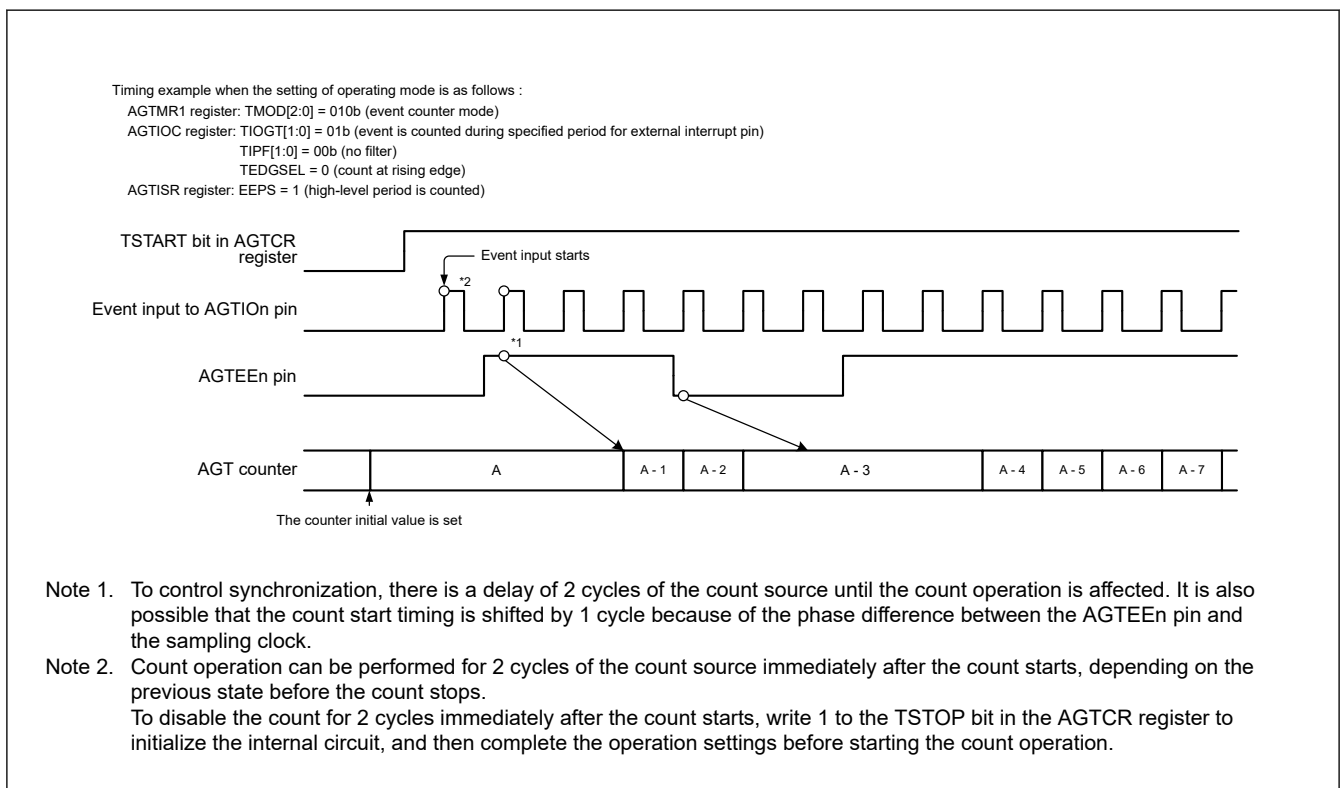 Timing example when the setting of operating mode is as follows :
AGTMR1 register: TMOD[2:0] = 010b (event counter mode)
AGTIOC register: TIOGT[1:0] = 01b (event is counted during specified period for external interrupt pin)
TIPF[1:0] = 00b (no filter)
TEDGSEL = 0 (count at rising edge)
AGTISR register: EEPS = 1 (high-level period is counted)
TSTART bit in AGTCR
register
Event input starts
*2
Event input to AGTIOn pin
*1
AGTEEn pin
AGT counter
A
A - 1
A - 2
A - 3
A - 4
A - 5
A - 6
A - 7
The counter initial value is set
Note 1. To control synchronization, there is a delay of 2 cycles of the count source until the count operation is affected. It is also
possible that the count start timing is shifted by 1 cycle because of the phase difference between the AGTEEn pin and
the sampling clock.
Note 2. Count operation can be performed for 2 cycles of the count source immediately after the count starts, depending on the
previous state before the count stops.
To disable the count for 2 cycles immediately after the count starts, write 1 to the TSTOP bit in the AGTCR register to
initialize the internal circuit, and then complete the operation settings before starting the count operation.